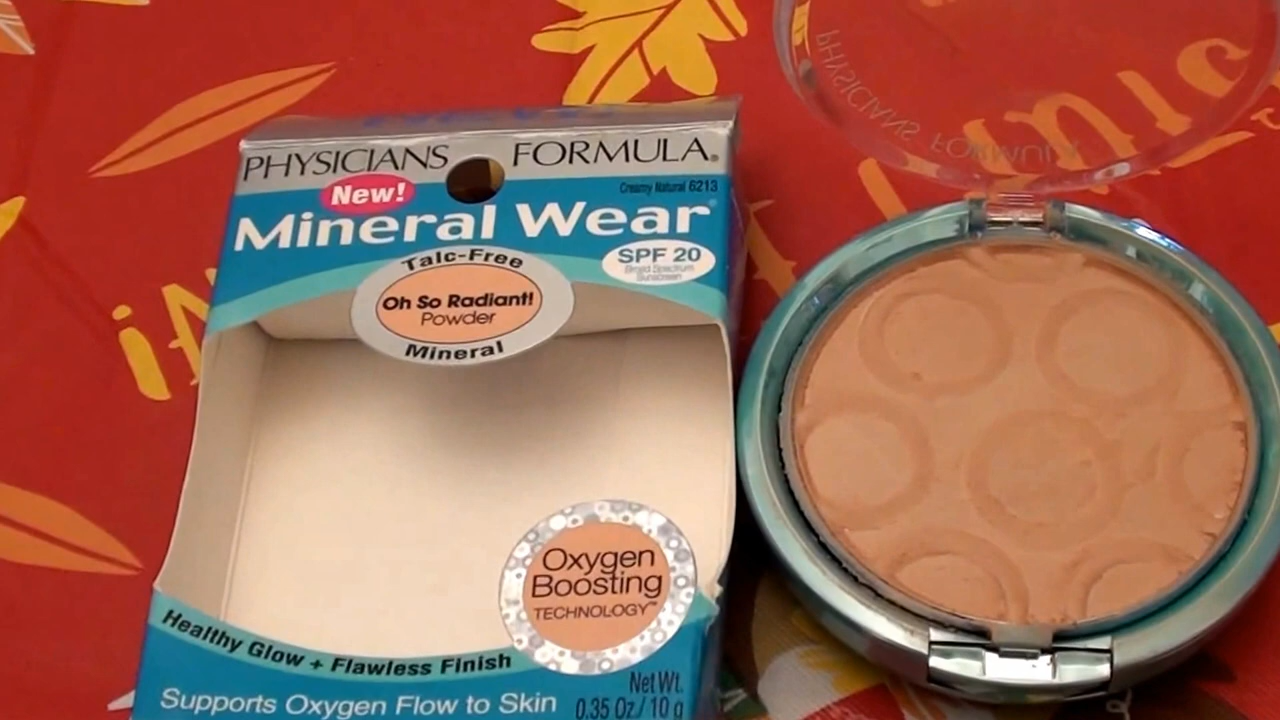 PHYSICIANS FORMULA®
New!
Creamy Natural 6213
Mineral Wear®
SPF 20
Broad Spectrum
Sunscreen
Talc-Free
Oh So Radiant!
Powder
Mineral
Oxygen
Boosting
TECHNOLOGY™
Healthy Glow + Flawless Finish
Supports Oxygen Flow to Skin
Net Wt.
0.35 Oz./10 g
PHYSICIANS FORMULA